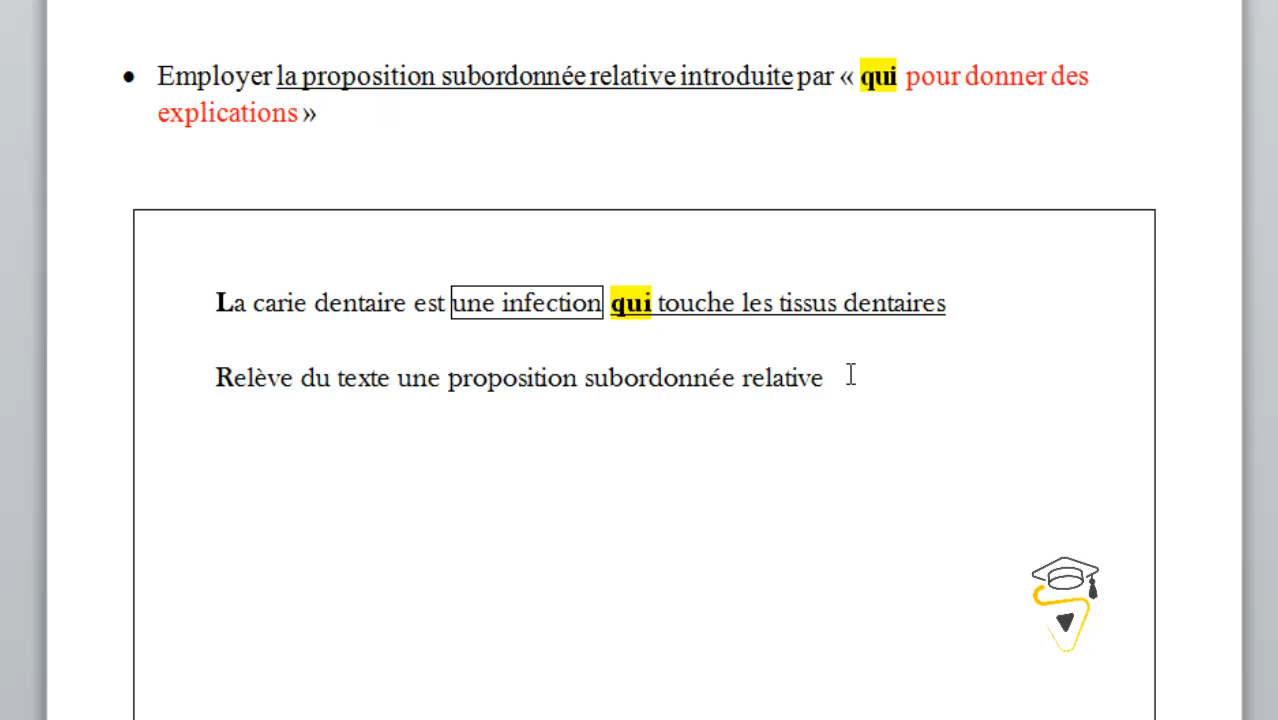 • Employer la proposition subordonnée relative introduite par « qui pour donner des
explications »
La carie dentaire est une infection qui touche les tissus dentaires
Relève du texte une proposition subordonnée relative